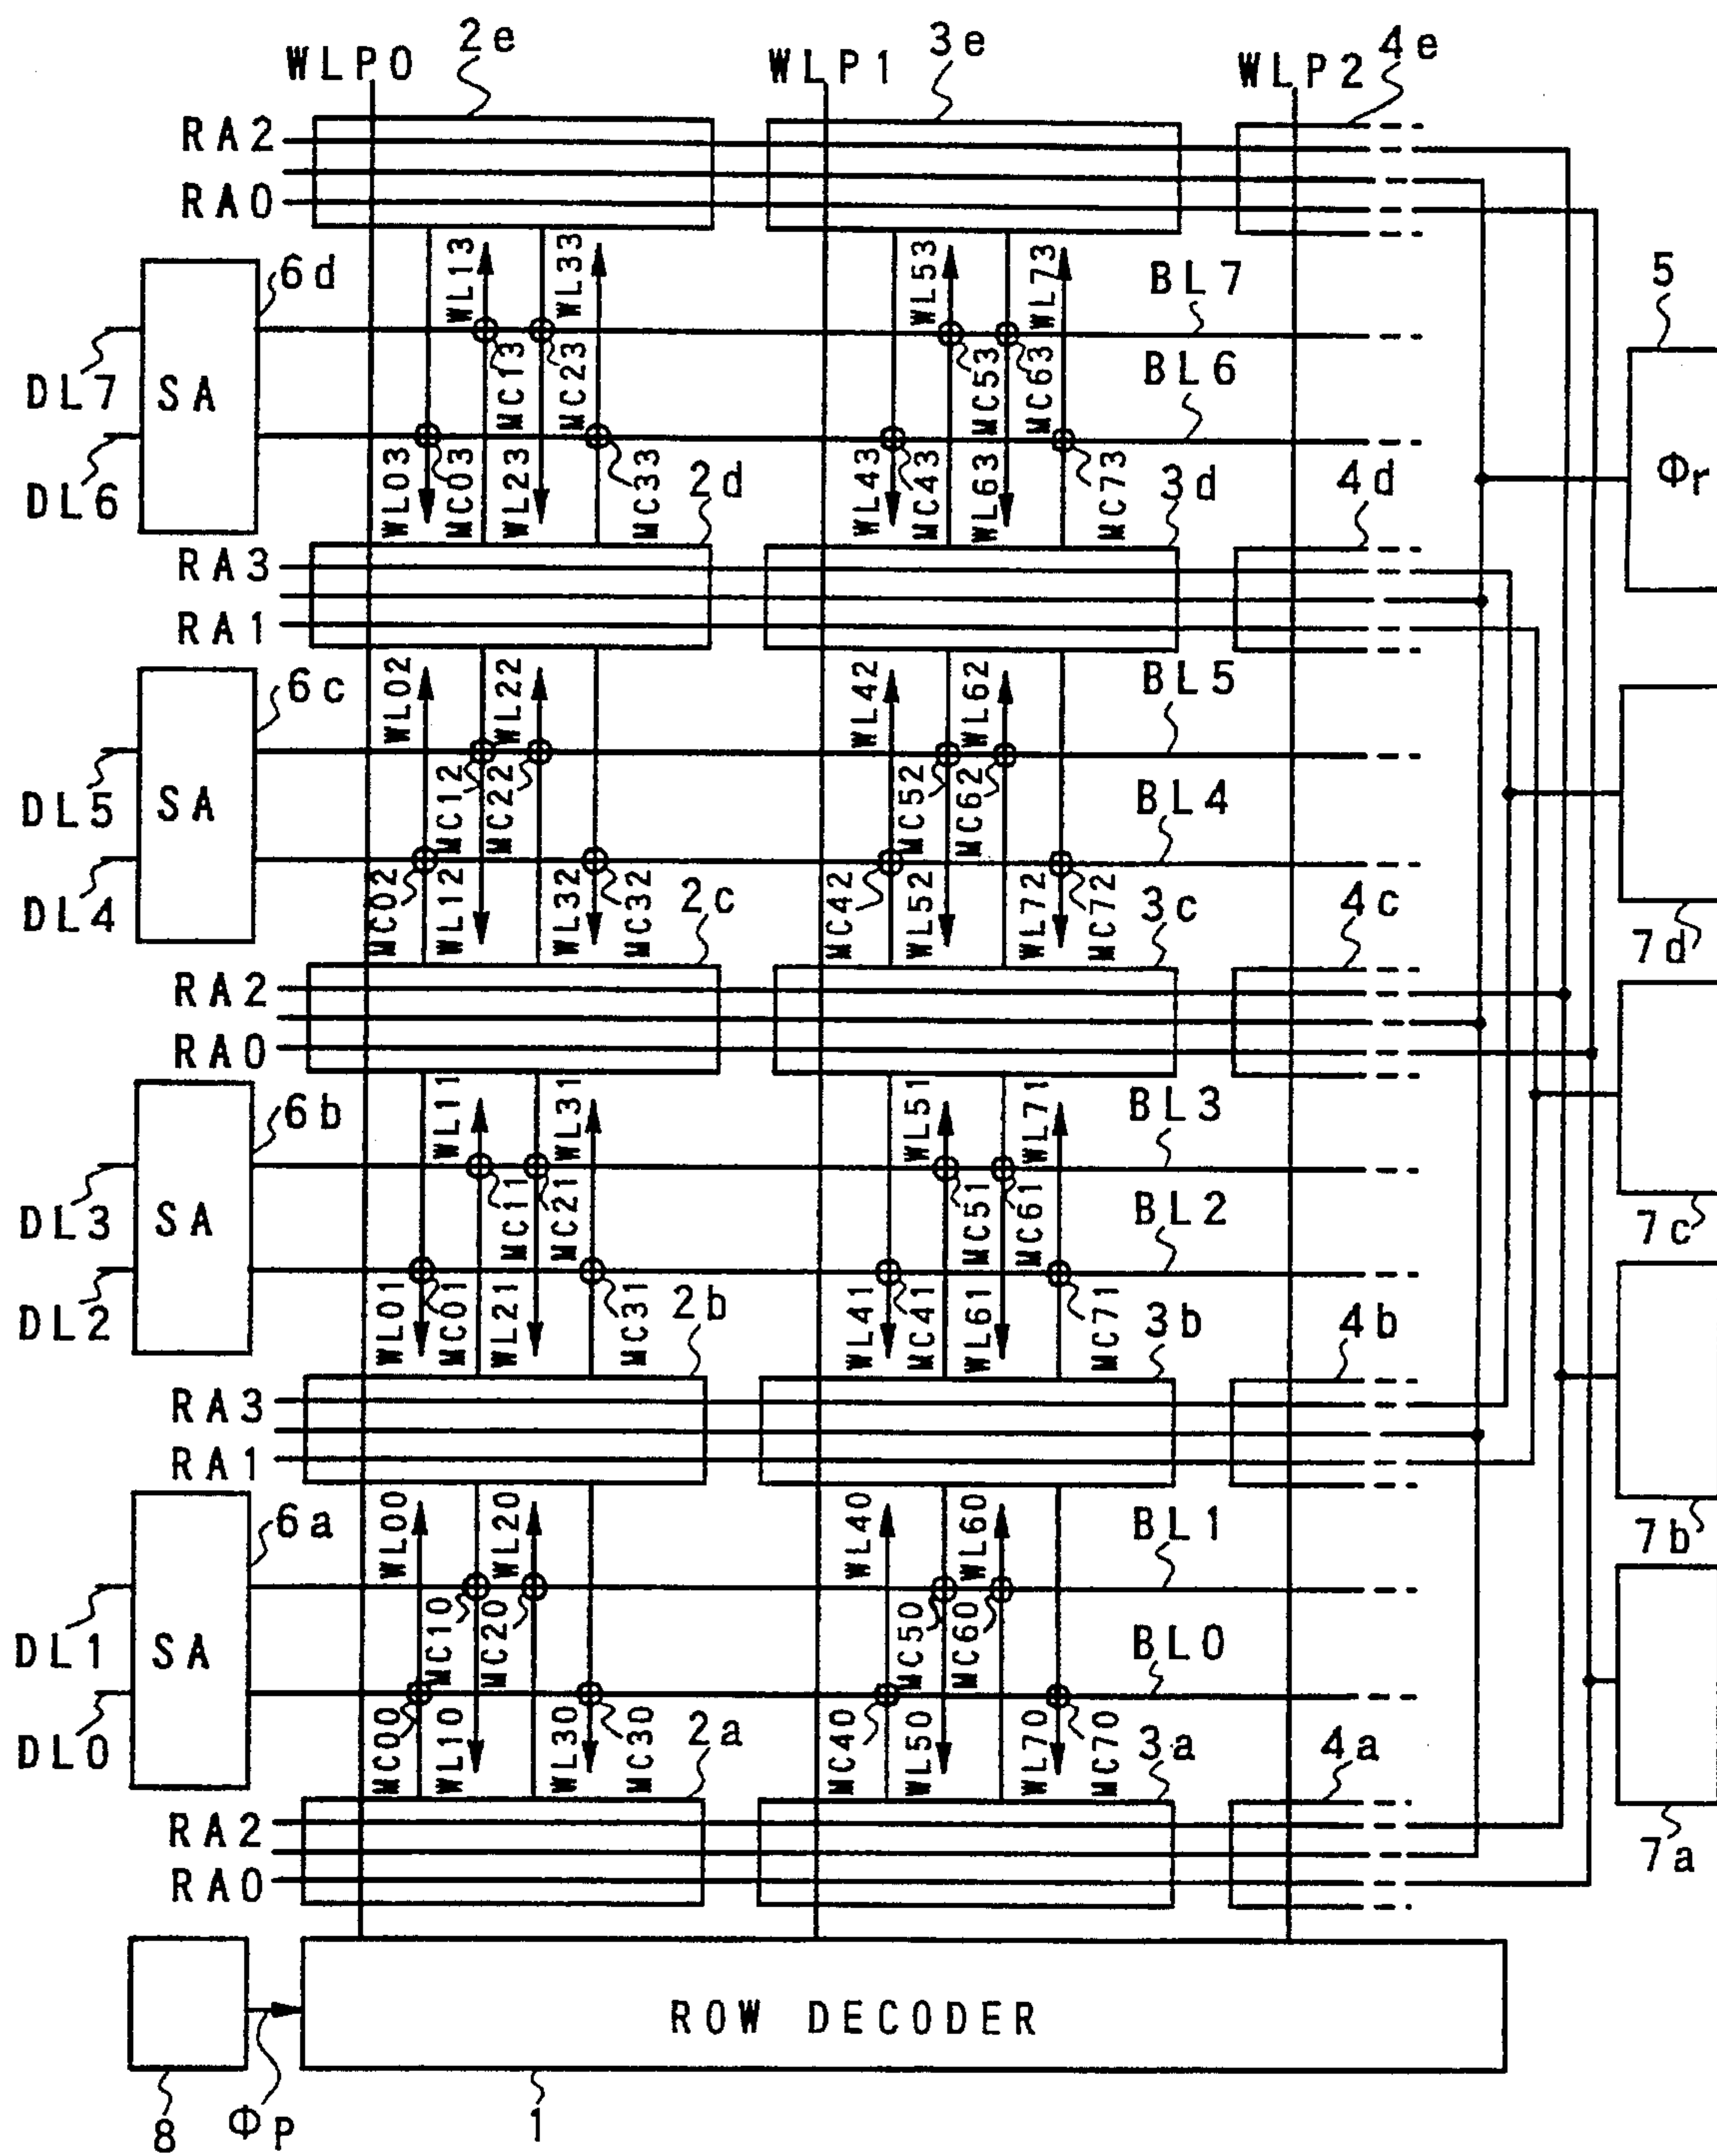 2e 3e 4e
WLP0 WLP1 WLP2
RA2
RA0
WL13 WL33 WL53 WL73
6d BL7 5
DL7 SA MC13 MC23 MC53 MC63 BL6
DL6 Φr
WL03 MC03 WL23 MC33 2d WL43 MC43 WL63 MC73 3d 4d
RA3
RA1
6c WL02 WL22 WL42 WL62 BL5
DL5 SA MC12 MC22 MC52 MC62 BL4
DL4 MC02 WL12 WL32 MC32 2c MC42 WL52 WL72 MC72 3c 4c 7d
RA2
RA0
6b WL11 WL31 WL51 WL71 BL3
DL3 SA MC11 MC21 MC51 MC61 BL2 7c
DL2 WL01 MC01 WL21 MC31 2b WL41 MC41 WL61 MC71 3b 4b
RA3
RA1
6a WL00 WL20 WL40 WL60 BL1 7b
DL1 SA MC10 MC20 MC50 MC60 BL0
DL0 MC00 WL10 WL30 MC30 2a MC40 WL50 WL70 MC70 3a 4a
RA2 7a
RA0
ROW DECODER
8 ΦP 1